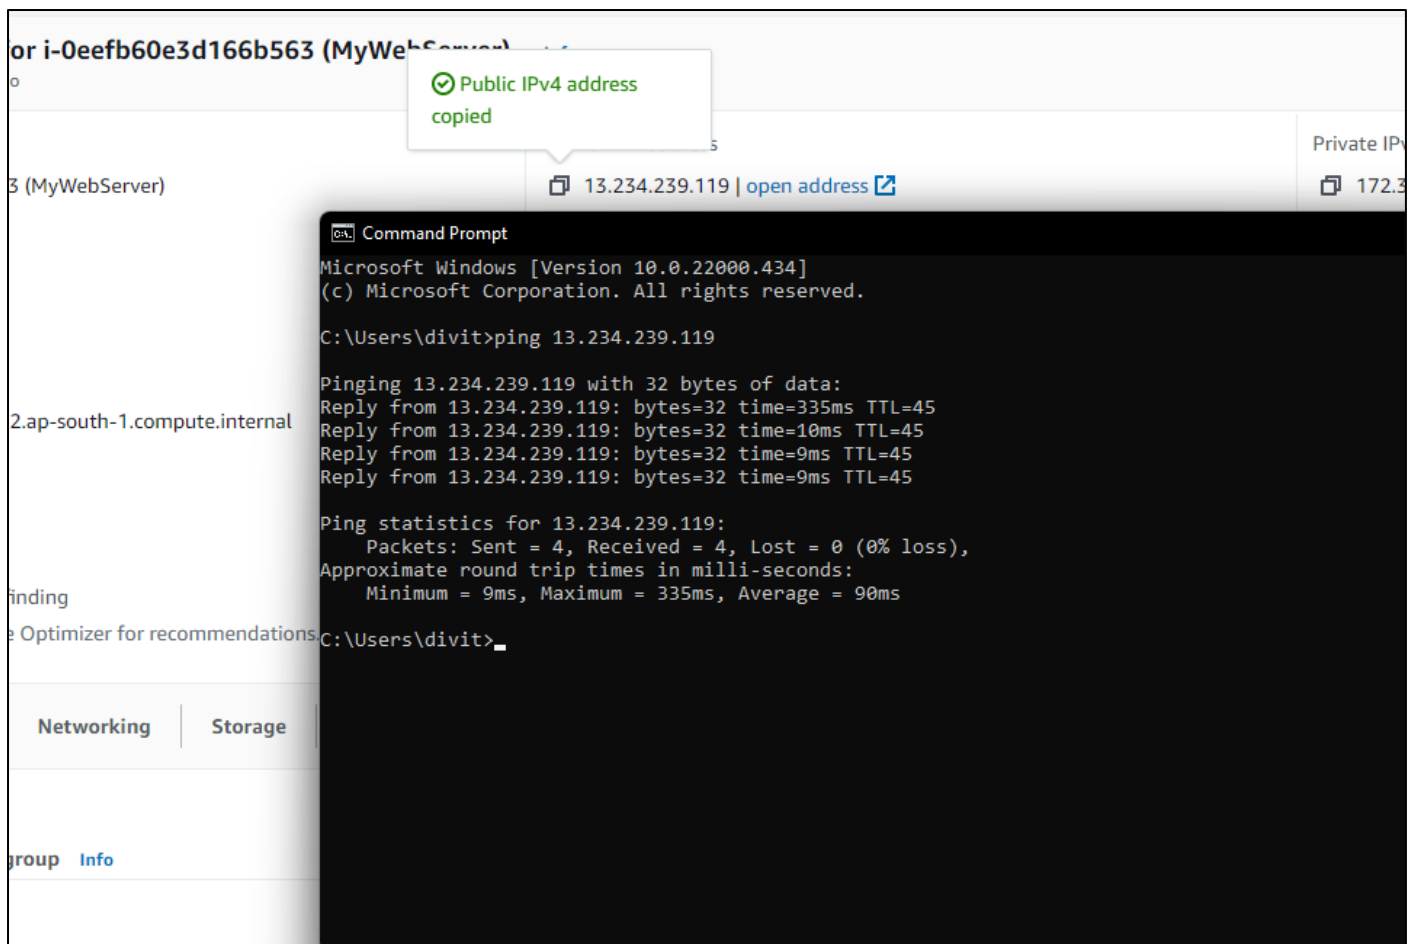 or i-0eefb60e3d166b563 (MyWebServer)
o
Public IPv4 address
copied
s
Private IP
3 (MyWebServer)
13.234.239.119 | open address
172.3
Command Prompt
Microsoft Windows [Version 10.0.22000.434]
(c) Microsoft Corporation. All rights reserved.
C:\Users\divit>ping 13.234.239.119
Pinging 13.234.239.119 with 32 bytes of data:
Reply from 13.234.239.119: bytes=32 time=335ms TTL=45
Reply from 13.234.239.119: bytes=32 time=10ms TTL=45
Reply from 13.234.239.119: bytes=32 time=9ms TTL=45
Reply from 13.234.239.119: bytes=32 time=9ms TTL=45
2.ap-south-1.compute.internal
Ping statistics for 13.234.239.119:
Packets: Sent = 4, Received = 4, Lost = 0 (0% loss),
Approximate round trip times in milli-seconds:
Minimum = 9ms, Maximum = 335ms, Average = 90ms
C:\Users\divit>
finding
e Optimizer for recommendations.
Networking
Storage
group Info